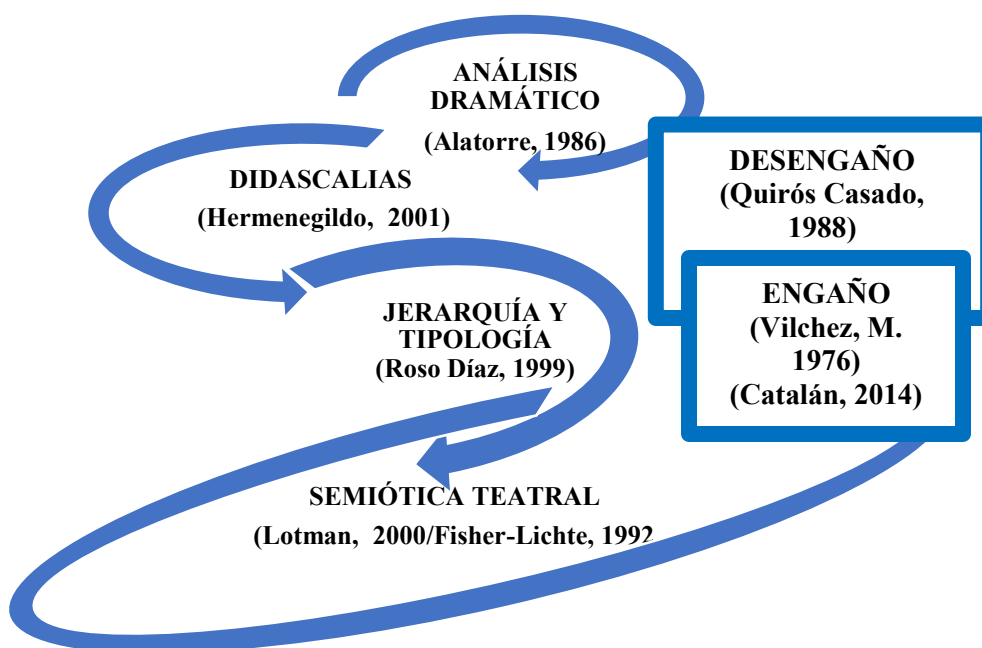 ANÁLISIS
DRAMÁTICO
(Alatorre, 1986)
DIDASCALIAS
(Hermenegildo, 2001)
JERARQUÍA Y
TIPOLOGÍA
(Roso Díaz, 1999)
SEMIÓTICA TEATRAL
(Lotman, 2000/Fisher-Lichte, 1992
DESENGAÑO
(Quirós Casado,
1988)
ENGAÑO
(Vilchez, M.
1976)
(Catalán, 2014)